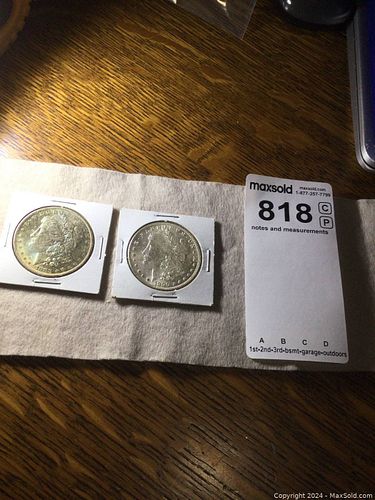 maxsold
maxsold.com
1-877-257-7799
818 C
P
notes and measurements
A B C D
1st-2nd-3rd-bsmt-garage-outdoors
Copyright 2024 - MaxSold.com